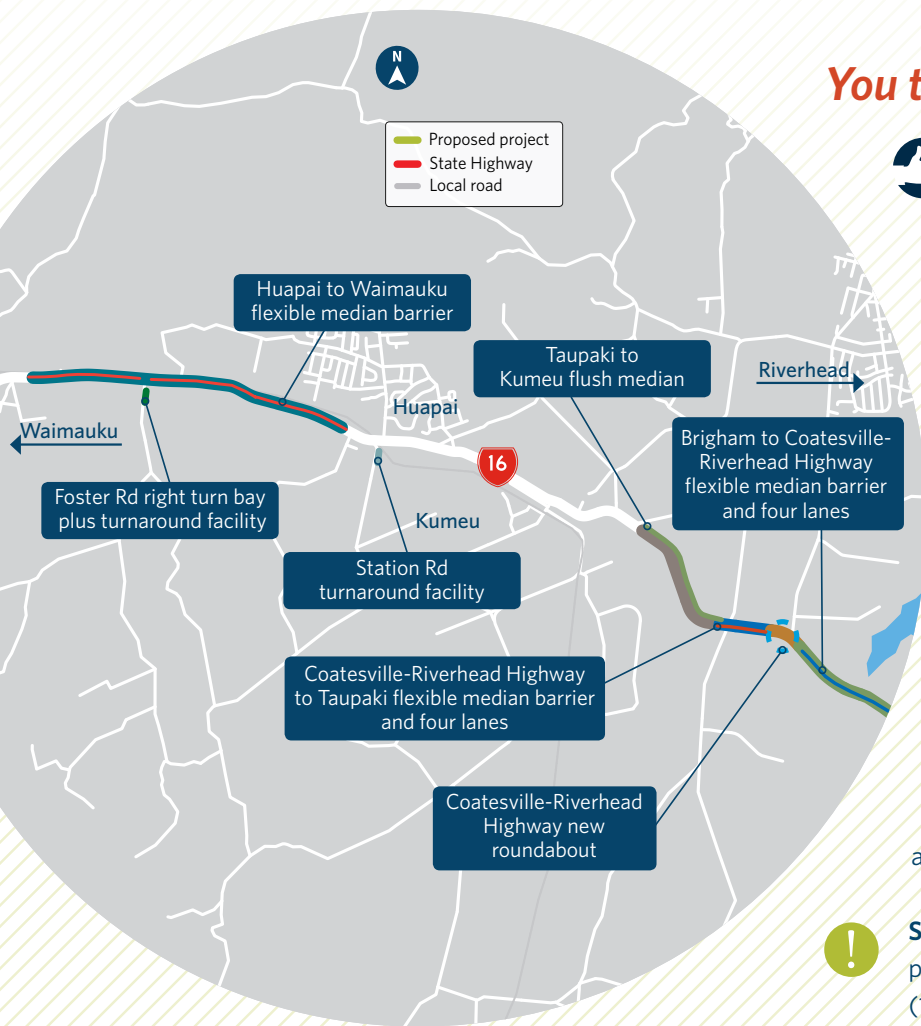 N
You t
Proposed project
State Highway
Local road
Huapai to Waimauku
flexible median barrier
Taupaki to
Kumeu flush median
Riverhead
Huapai
Waimauku
Brigham to Coatesville-
Riverhead Highway
flexible median barrier
and four lanes
16
Foster Rd right turn bay
plus turnaround facility
Kumeu
Station Rd
turnaround facility
Coatesville-Riverhead Highway
to Taupaki flexible median barrier
and four lanes
Coatesville-Riverhead
Highway new
roundabout
a
!
S
p
(